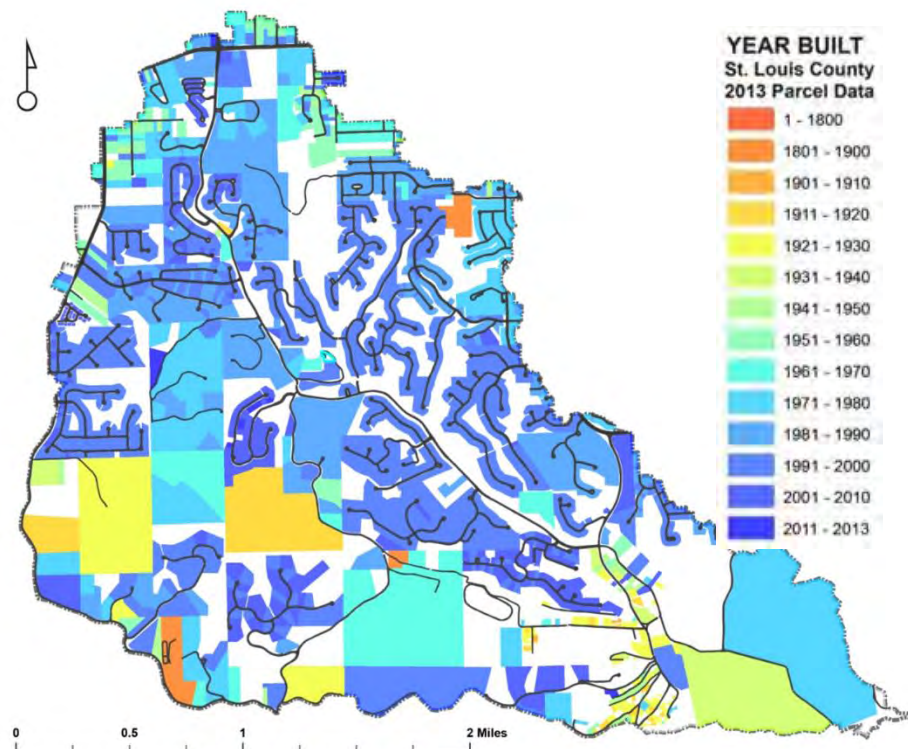 YEAR BUILT
St. Louis County
2013 Parcel Data
1 - 1800
1801 - 1900
1901 - 1910
1911 - 1920
1921 - 1930
1931 - 1940
1941 - 1950
1951 - 1960
1961 - 1970
1971 - 1980
1981 - 1990
1991 - 2000
2001 - 2010
2011 - 2013
0 0.5 1 2 Miles